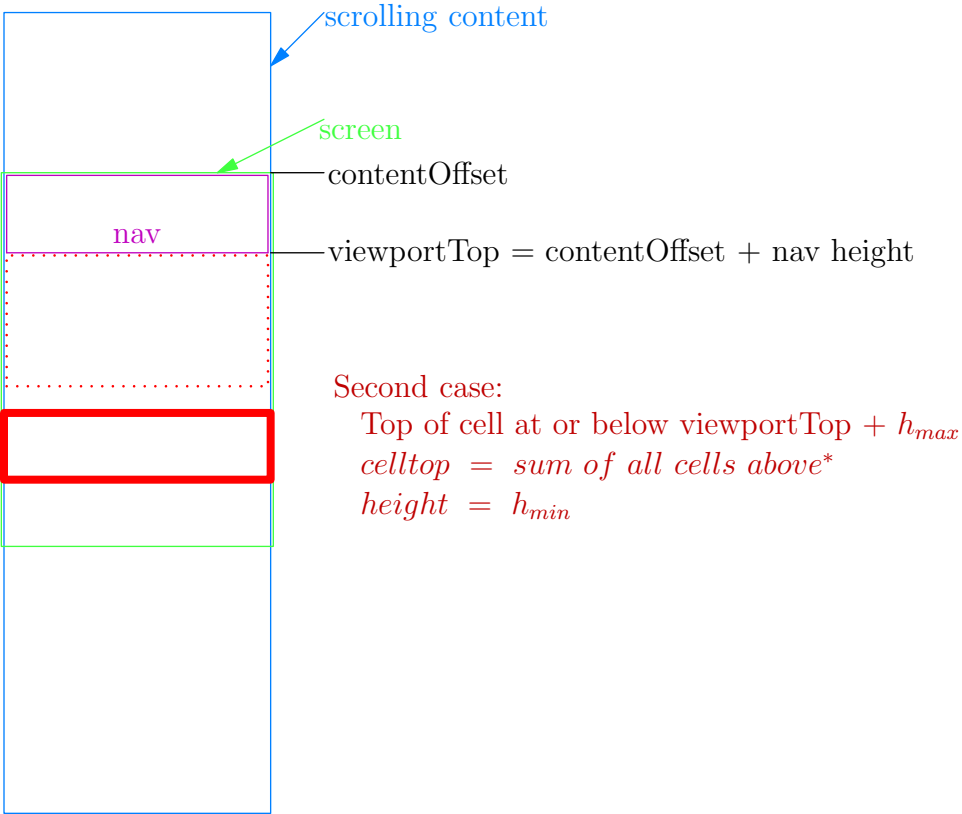 scrolling content
screen
contentOffset
nav
viewportTop = contentOffset + nav height
Second case:
Top of cell at or below viewportTop + h_max
celltop = sum of all cells above*
height = h_min